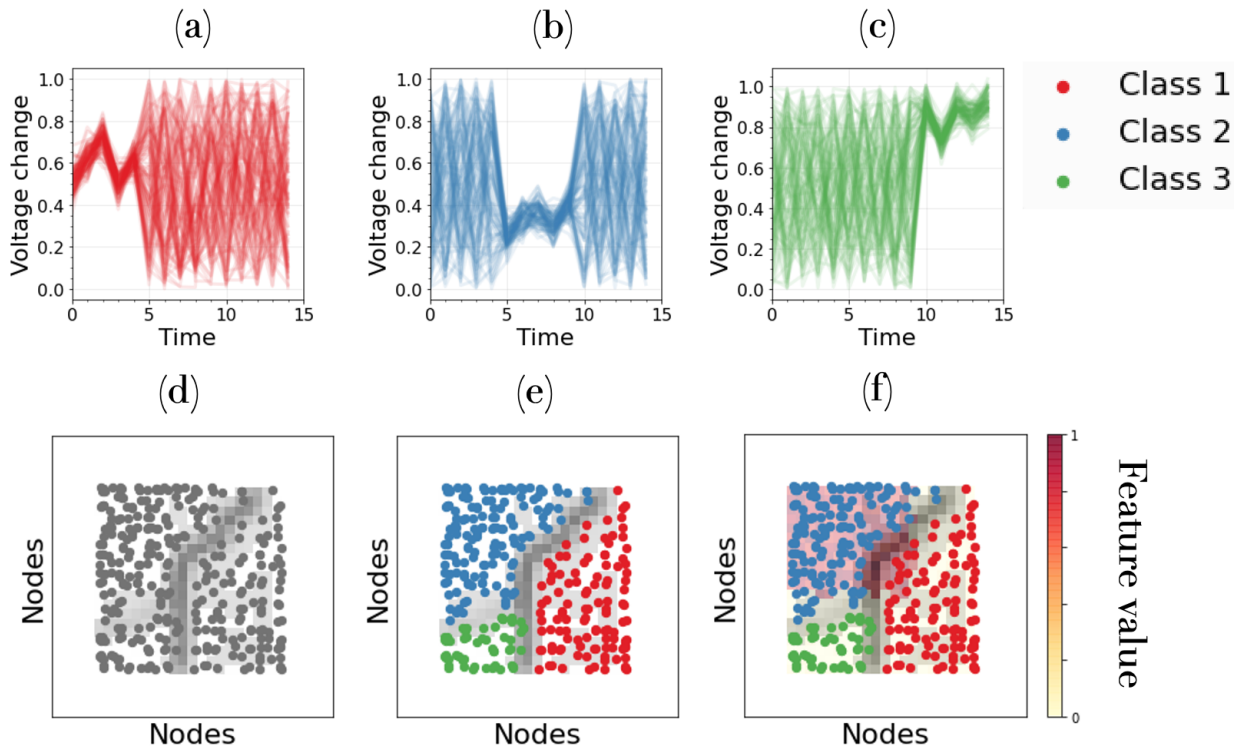 (a)
(b)
(c)
1.0
0.8
0.6
0.4
0.2
0.0
Voltage change
0
5
10
15
Time
1.0
0.8
0.6
0.4
0.2
0.0
Voltage change
0
5
10
15
Time
1.0
0.8
0.6
0.4
0.2
0.0
Voltage change
0
5
10
15
Time
Class 1
Class 2
Class 3
(d)
(e)
(f)
Nodes
Nodes
Nodes
Nodes
Nodes
Nodes
1
0
Feature value